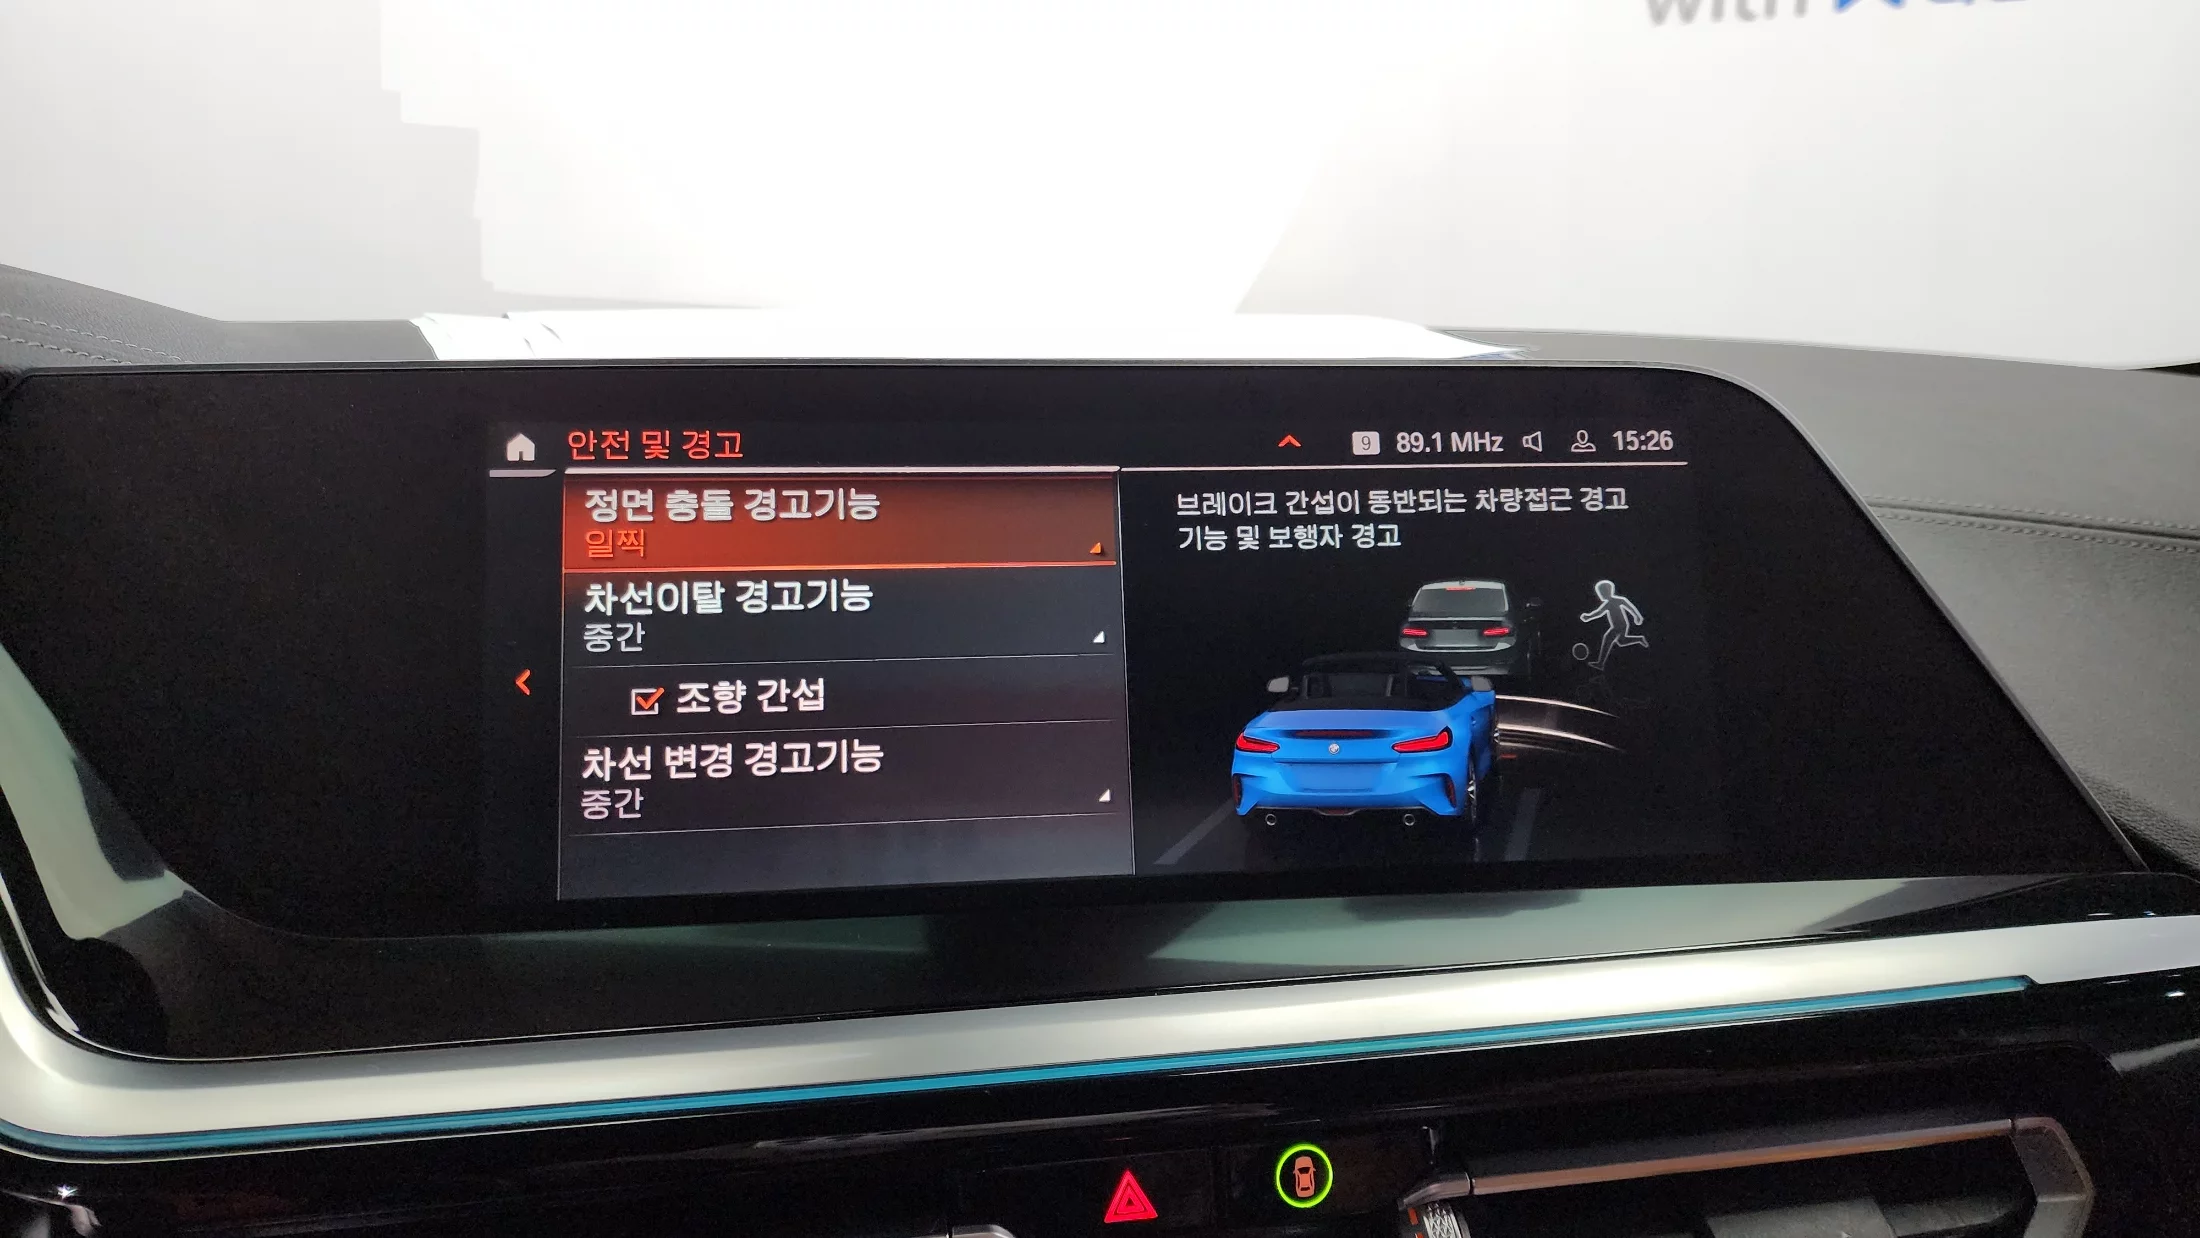 with
안전 및 경고
9 89.1 MHz 15:26
정면 충돌 경고기능
일찍
차선이탈 경고기능
중간
조향 간섭
차선 변경 경고기능
중간
브레이크 간섭이 동반되는 차량접근 경고
기능 및 보행자 경고